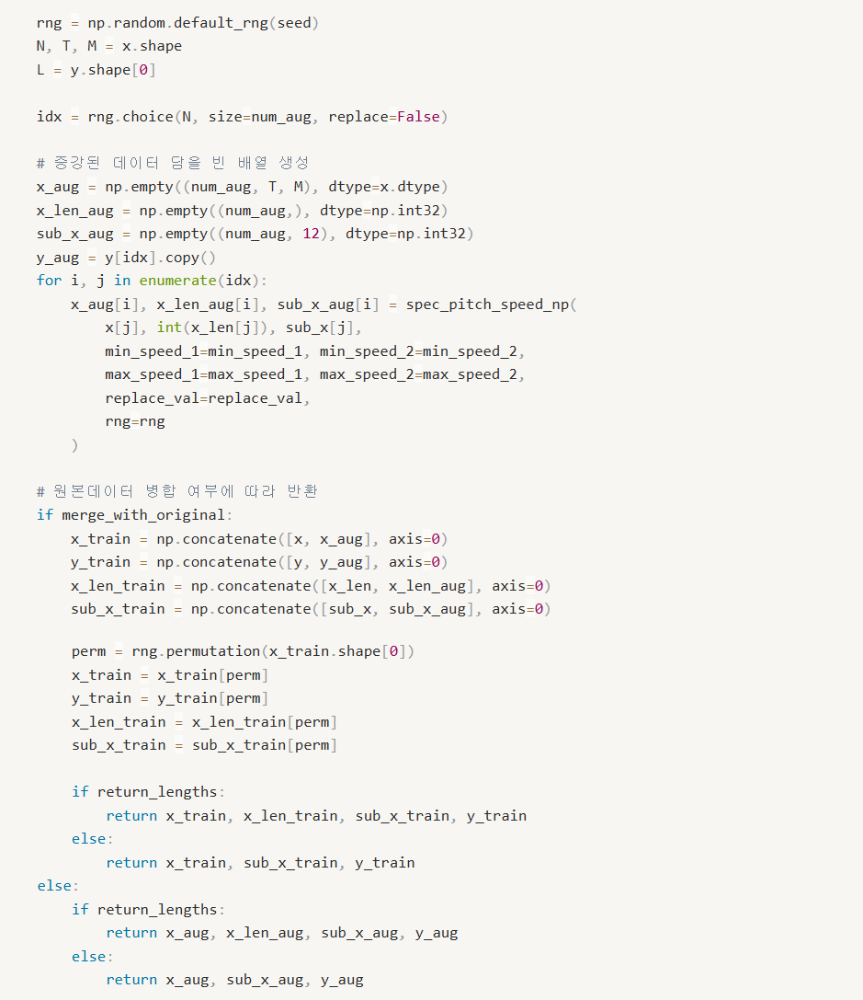 rng = np.random.default_rng(seed)
N, T, M = x.shape
L = y.shape[0]

idx = rng.choice(N, size=num_aug, replace=False)

# 증강된 데이터 담을 빈 배열 생성
x_aug = np.empty((num_aug, T, M), dtype=x.dtype)
x_len_aug = np.empty((num_aug,), dtype=np.int32)
sub_x_aug = np.empty((num_aug, 12), dtype=np.int32)
y_aug = y[idx].copy()
for i, j in enumerate(idx):
    x_aug[i], x_len_aug[i], sub_x_aug[i] = spec_pitch_speed_np(
        x[j], int(x_len[j]), sub_x[j],
        min_speed_1=min_speed_1, min_speed_2=min_speed_2,
        max_speed_1=max_speed_1, max_speed_2=max_speed_2,
        replace_val=replace_val,
        rng=rng
    )

# 원본데이터 병합 여부에 따라 반환
if merge_with_original:
    x_train = np.concatenate([x, x_aug], axis=0)
    y_train = np.concatenate([y, y_aug], axis=0)
    x_len_train = np.concatenate([x_len, x_len_aug], axis=0)
    sub_x_train = np.concatenate([sub_x, sub_x_aug], axis=0)

    perm = rng.permutation(x_train.shape[0])
    x_train = x_train[perm]
    y_train = y_train[perm]
    x_len_train = x_len_train[perm]
    sub_x_train = sub_x_train[perm]

    if return_lengths:
        return x_train, x_len_train, sub_x_train, y_train
    else:
        return x_train, sub_x_train, y_train
else:
    if return_lengths:
        return x_aug, x_len_aug, sub_x_aug, y_aug
    else:
        return x_aug, sub_x_aug, y_aug